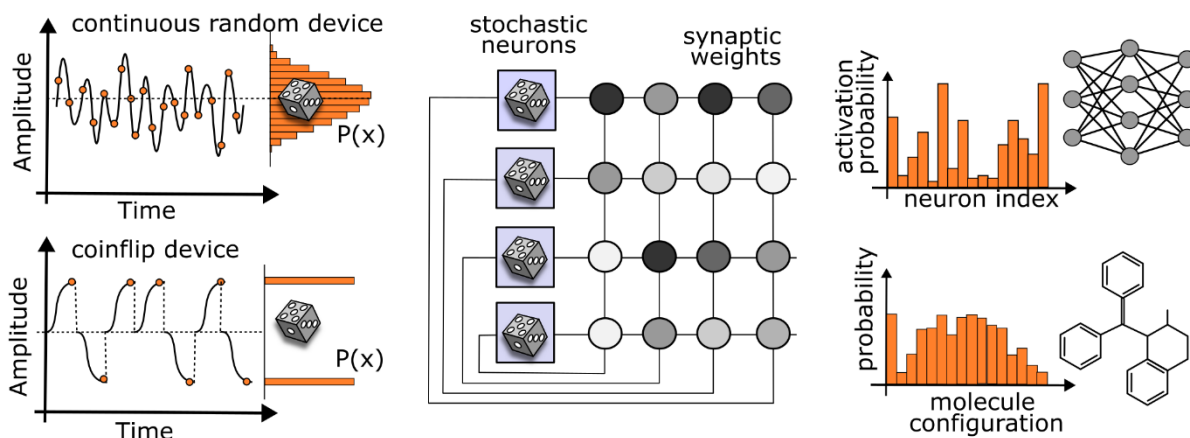 continuous random device
Amplitude
P(x)
Time
coinflip device
Amplitude
P(x)
Time
stochastic
neurons
synaptic
weights
activation
probability
neuron index
probability
molecule
configuration